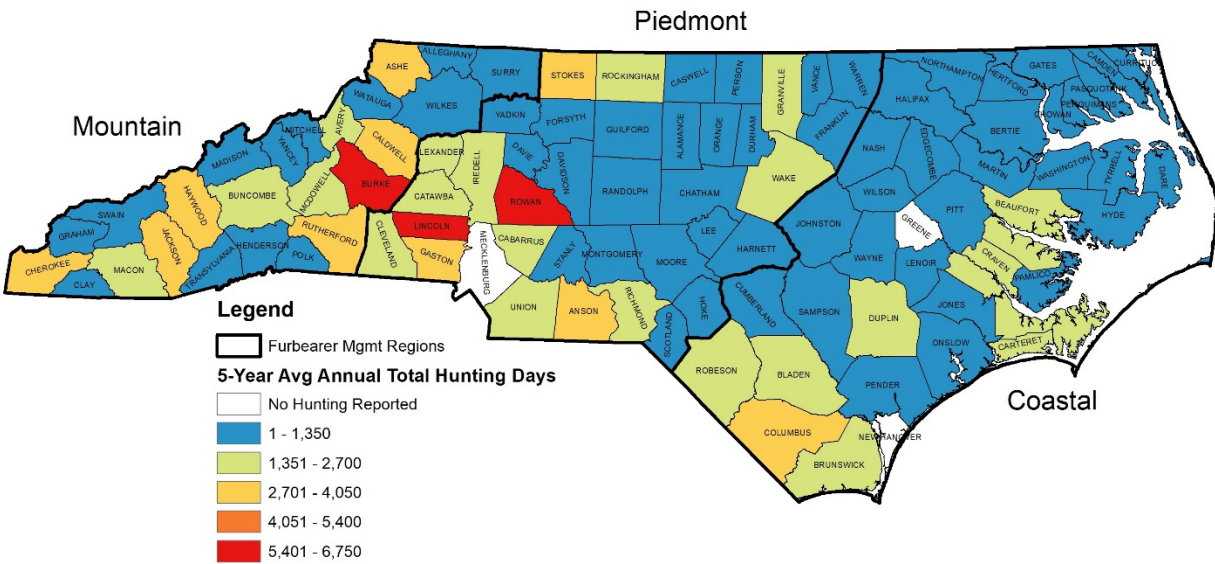 Piedmont
Mountain
Coastal
ALLEGHANY
ASHE
SURRY
STOKES
ROCKINGHAM
CASWELL
PERSON
GRANVILLE
VANCE
WARREN
NORTHAMPTON
HERTFORD
GATES
CAMDEN
CURRITUCK
PASQUOTANK
PERQUIMANS
CHOWAN
HALIFAX
WATAUGA
WILKES
YADKIN
FORSYTH
GUILFORD
ALAMANCE
ORANGE
DURHAM
FRANKLIN
BERTIE
NASH
EDGECOMBE
MARTIN
WASHINGTON
TYRRELL
DARE
MITCHELL
AVERY
CALDWELL
ALEXANDER
IREDELL
DAVIE
DAVIDSON
RANDOLPH
CHATHAM
WAKE
WILSON
MADISON
YANCEY
MCDOWELL
BURKE
CATAWBA
ROWAN
JOHNSTON
GREENE
PITT
BEAUFORT
HYDE
HAYWOOD
BUNCOMBE
SWAIN
GRAHAM
JACKSON
RUTHERFORD
CLEVELAND
LINCOLN
GASTON
MECKLENBURG
CABARRUS
STANLY
MONTGOMERY
MOORE
LEE
HARNETT
WAYNE
LENOIR
CRAVEN
PAMLICO
CHEROKEE
CLAY
MACON
TRANSYLVANIA
HENDERSON
POLK
UNION
ANSON
RICHMOND
SCOTLAND
HOKE
CUMBERLAND
SAMPSON
DUPLIN
JONES
ONSLOW
CARTERET
ROBESON
BLADEN
PENDER
COLUMBUS
BRUNSWICK
NEW HANOVER
Legend
Furbearer Mgmt Regions
5-Year Avg Annual Total Hunting Days
No Hunting Reported
1 - 1,350
1,351 - 2,700
2,701 - 4,050
4,051 - 5,400
5,401 - 6,750